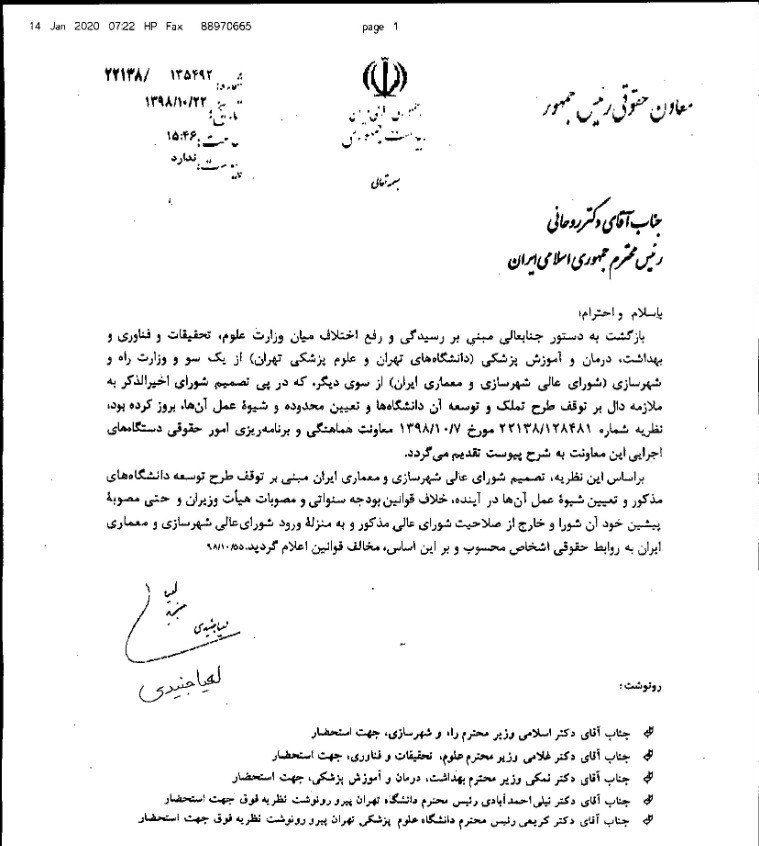 14 Jan 2020 07:22 HP Fax 88970665 page 1
معاون حقوقی رئیس جمهور
جمهوری اسلامی ایران
ریاست جمهوری
بسمه تعالی
شماره: ۱۳۵۴۹۲ /۲۲۱۳۸
تاریخ: ۱۳۹۸/۱۰/۲۲
ساعت: ۱۵:۴۶
پیوست: ندارد
جناب آقای دکتر روحانی
رئیس محترم جمهوری اسلامی ایران
باسلام و احترام؛
بازگشت به دستور جنابعالی مبنی بر رسیدگی و رفع اختلاف میان وزارت علوم، تحقیقات و فناوری و
بهداشت، درمان و آموزش پزشکی (دانشگاه‌های تهران و علوم پزشکی تهران) از یک سو و وزارت راه و
شهرسازی (شورای عالی شهرسازی و معماری ایران) از سوی دیگر، که در پی تصمیم شورای اخیرالذکر به
ملازمه دال بر توقف طرح تملک و توسعه آن دانشگاه‌ها و تعیین محدوده و شیوهٔ عمل آن‌ها، بروز کرده بود،
نظریه شماره ۲۲۱۳۸/۱۲۸۴۸۱ مورخ ۱۳۹۸/۱۰/۷ معاونت هماهنگی و برنامه‌ریزی امور حقوقی دستگاه‌های
اجرایی این معاونت به شرح پیوست تقدیم می‌گردد.
براساس این نظریه، تصمیم شورای عالی شهرسازی و معماری ایران مبنی بر توقف طرح توسعه دانشگاه‌های
مذکور و تعیین شیوهٔ عمل آن‌ها در آینده، خلاف قوانین بودجه سنواتی و مصوبات هیأت وزیران و حتی مصوبهٔ
پیشین خود آن شورا و خارج از صلاحیت شورای عالی مذکور و به منزلهٔ ورود شورای‌عالی شهرسازی و معماری
ایران به روابط حقوقی اشخاص محسوب و بر این اساس، مخالف قوانین اعلام گردید.
لعیا جنیدی
لعیا جنیدی
رونوشت:
جناب آقای دکتر اسلامی وزیر محترم راه و شهرسازی، جهت استحضار
جناب آقای دکتر غلامی وزیر محترم علوم، تحقیقات و فناوری، جهت استحضار
جناب آقای دکتر نمکی وزیر محترم بهداشت، درمان و آموزش پزشکی، جهت استحضار
جناب آقای دکتر نیلی‌احمدآبادی رئیس محترم دانشگاه تهران پیرو رونوشت نظریه فوق جهت استحضار
جناب آقای دکتر کریمی رئیس محترم دانشگاه علوم پزشکی تهران پیرو رونوشت نظریه فوق جهت استحضار